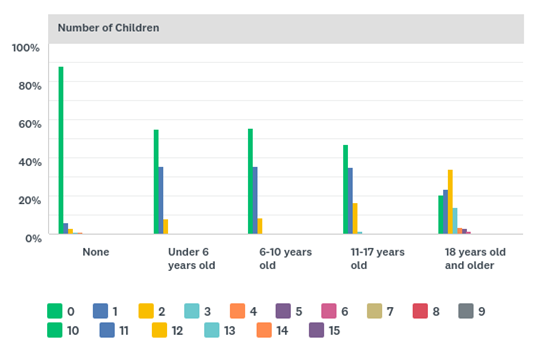 Number of Children
100%
80%
60%
40%
20%
0%
None
Under 6
years old
6-10 years
old
11-17 years
old
18 years old
and older
0 1 2 3 4 5 6 7 8 9
10 11 12 13 14 15